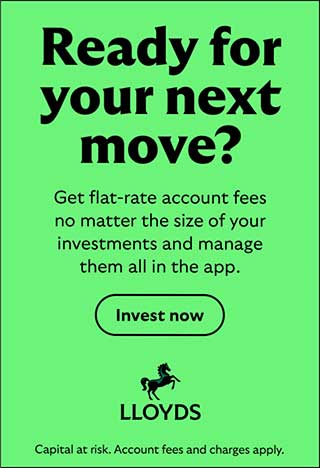 Ready for
your next
move?
Get flat-rate account fees
no matter the size of your
investments and manage
them all in the app.
Invest now
LLOYDS
Capital at risk. Account fees and charges apply.